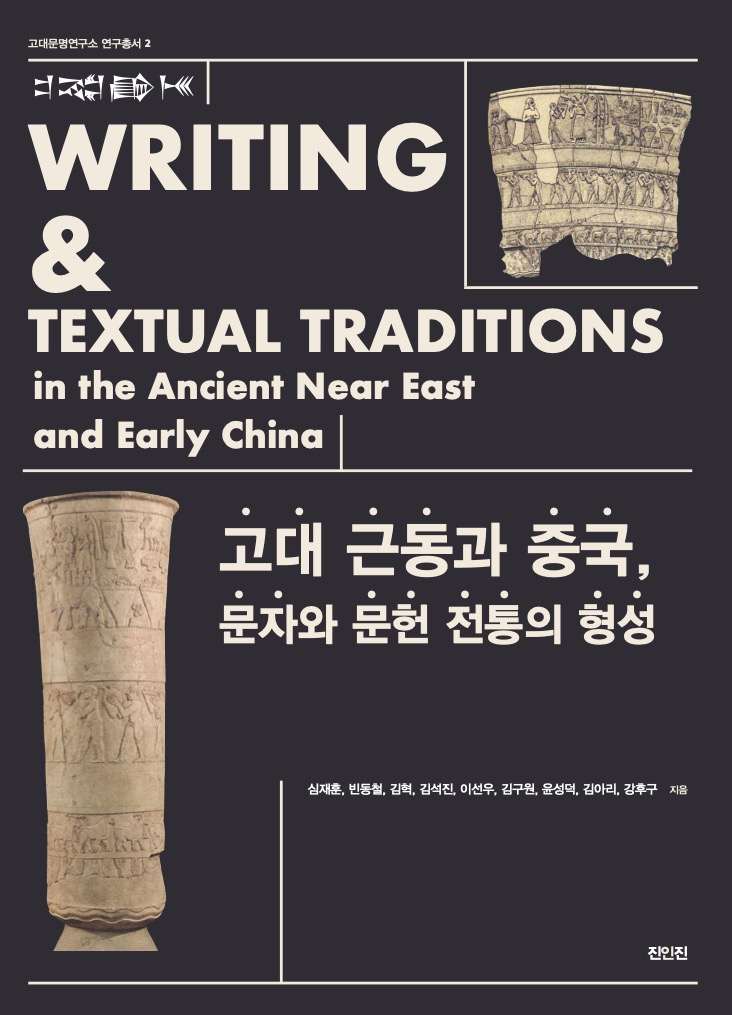 고대문명연구소 연구총서 2
WRITING
&
TEXTUAL TRADITIONS
in the Ancient Near East
and Early China
고대 근동과 중국,
문자와 문헌 전통의 형성
심재훈, 빈동철, 김혁, 김석진, 이선우, 김구원, 윤성덕, 김아리, 강후구 지음
진인진